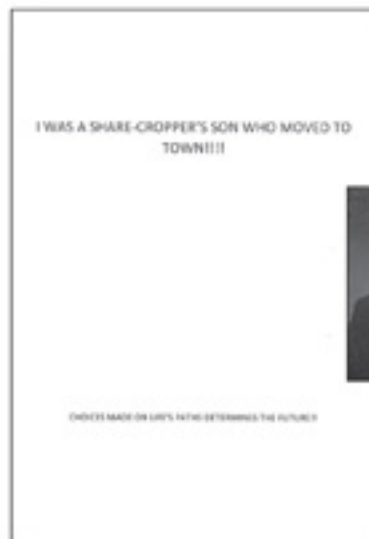 I WAS A SHARE-CROPPER'S SON WHO MOVED TO
TOWN!!!!
CHOICES MADE ON LIFE'S PATHS DETERMINES THE FUTURE!!